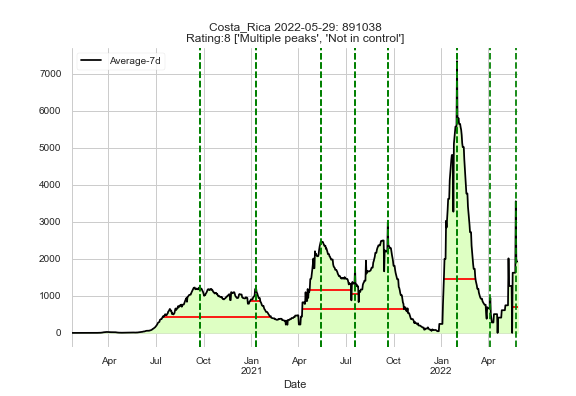 Costa_Rica 2022-05-29: 891038
Rating:8 ['Multiple peaks', 'Not in control']
Average-7d
7000
6000
5000
4000
3000
2000
1000
0
Apr Jul Oct Jan Apr Jul Oct Jan Apr
2021 2022
Date